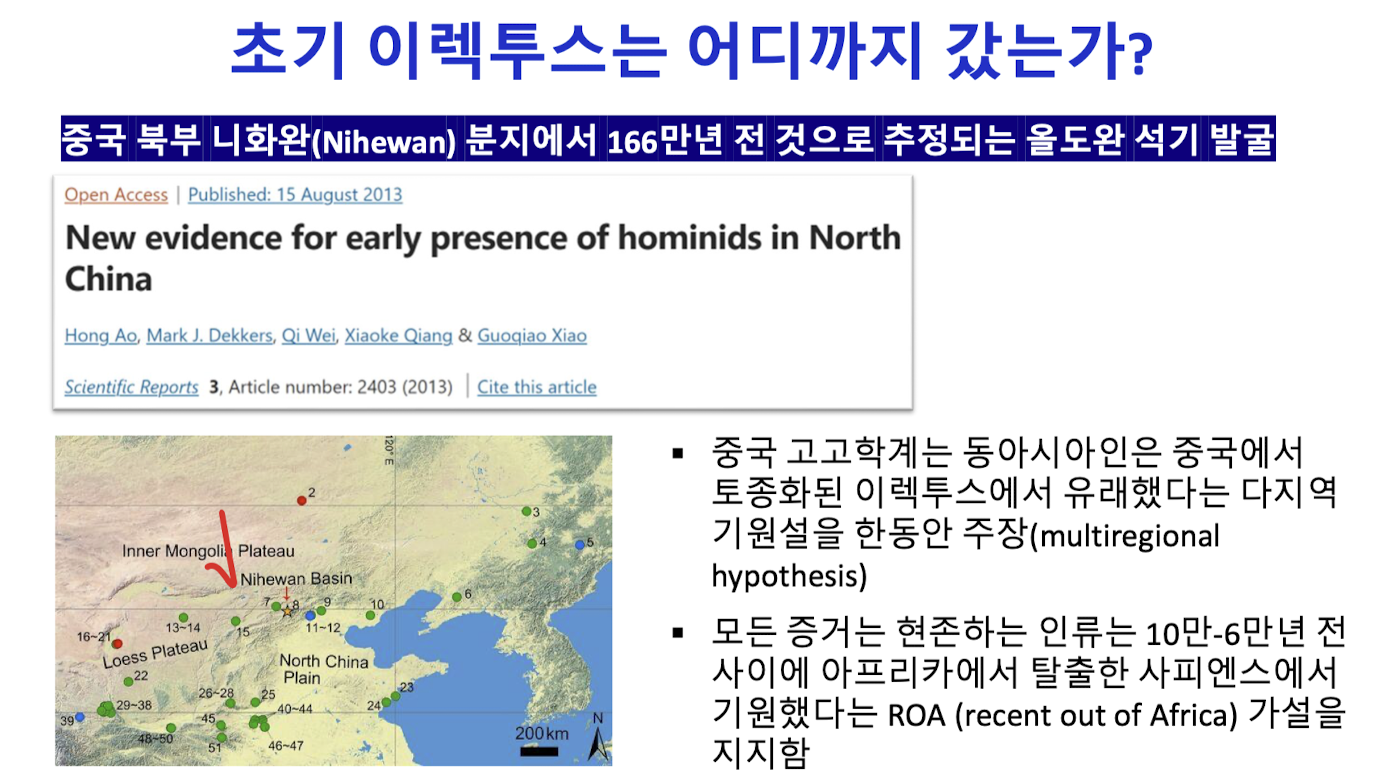 초기 이렉투스는 어디까지 갔는가?
중국 북부 니화완(Nihewan) 분지에서 166만년 전 것으로 추정되는 올도완 석기 발굴
Open Access | Published: 15 August 2013
New evidence for early presence of hominids in North
China
Hong Ao, Mark J. Dekkers, Qi Wei, Xiaoke Qiang & Guoqiao Xiao
Scientific Reports 3, Article number: 2403 (2013) | Cite this article
120° E
2
3
4
5
Inner Mongolia Plateau
Nihewan Basin
6
7
8
9
10
11~12
13~14
15
16~21
Loess Plateau
North China
Plain
22
23
24
25
26~28
29~38
39
40~44
45
46~47
48~50
51
200km
N
▪ 중국 고고학계는 동아시아인은 중국에서
토종화된 이렉투스에서 유래했다는 다지역
기원설을 한동안 주장(multiregional
hypothesis)
▪ 모든 증거는 현존하는 인류는 10만-6만년 전
사이에 아프리카에서 탈출한 사피엔스에서
기원했다는 ROA (recent out of Africa) 가설을
지지함